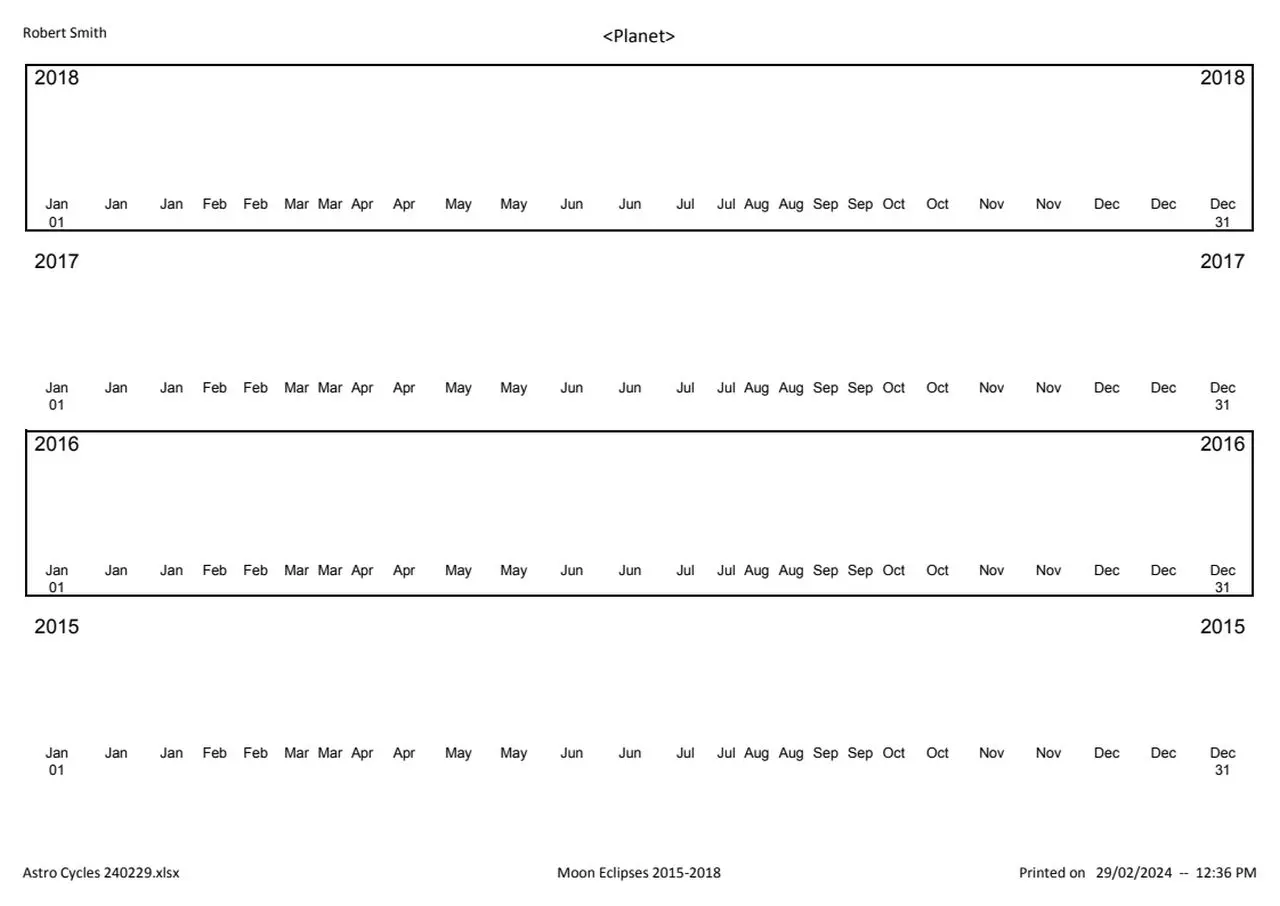 Robert Smith <Planet>
2018 2018
Jan Jan Jan Feb Feb Mar Mar Apr Apr May May Jun Jun Jul Jul Aug Aug Sep Sep Oct Oct Nov Nov Dec Dec Dec
01 31
2017 2017
Jan Jan Jan Feb Feb Mar Mar Apr Apr May May Jun Jun Jul Jul Aug Aug Sep Sep Oct Oct Nov Nov Dec Dec Dec
01 31
2016 2016
Jan Jan Jan Feb Feb Mar Mar Apr Apr May May Jun Jun Jul Jul Aug Aug Sep Sep Oct Oct Nov Nov Dec Dec Dec
01 31
2015 2015
Jan Jan Jan Feb Feb Mar Mar Apr Apr May May Jun Jun Jul Jul Aug Aug Sep Sep Oct Oct Nov Nov Dec Dec Dec
01 31
Astro Cycles 240229.xlsx Moon Eclipses 2015-2018 Printed on 29/02/2024 -- 12:36 PM